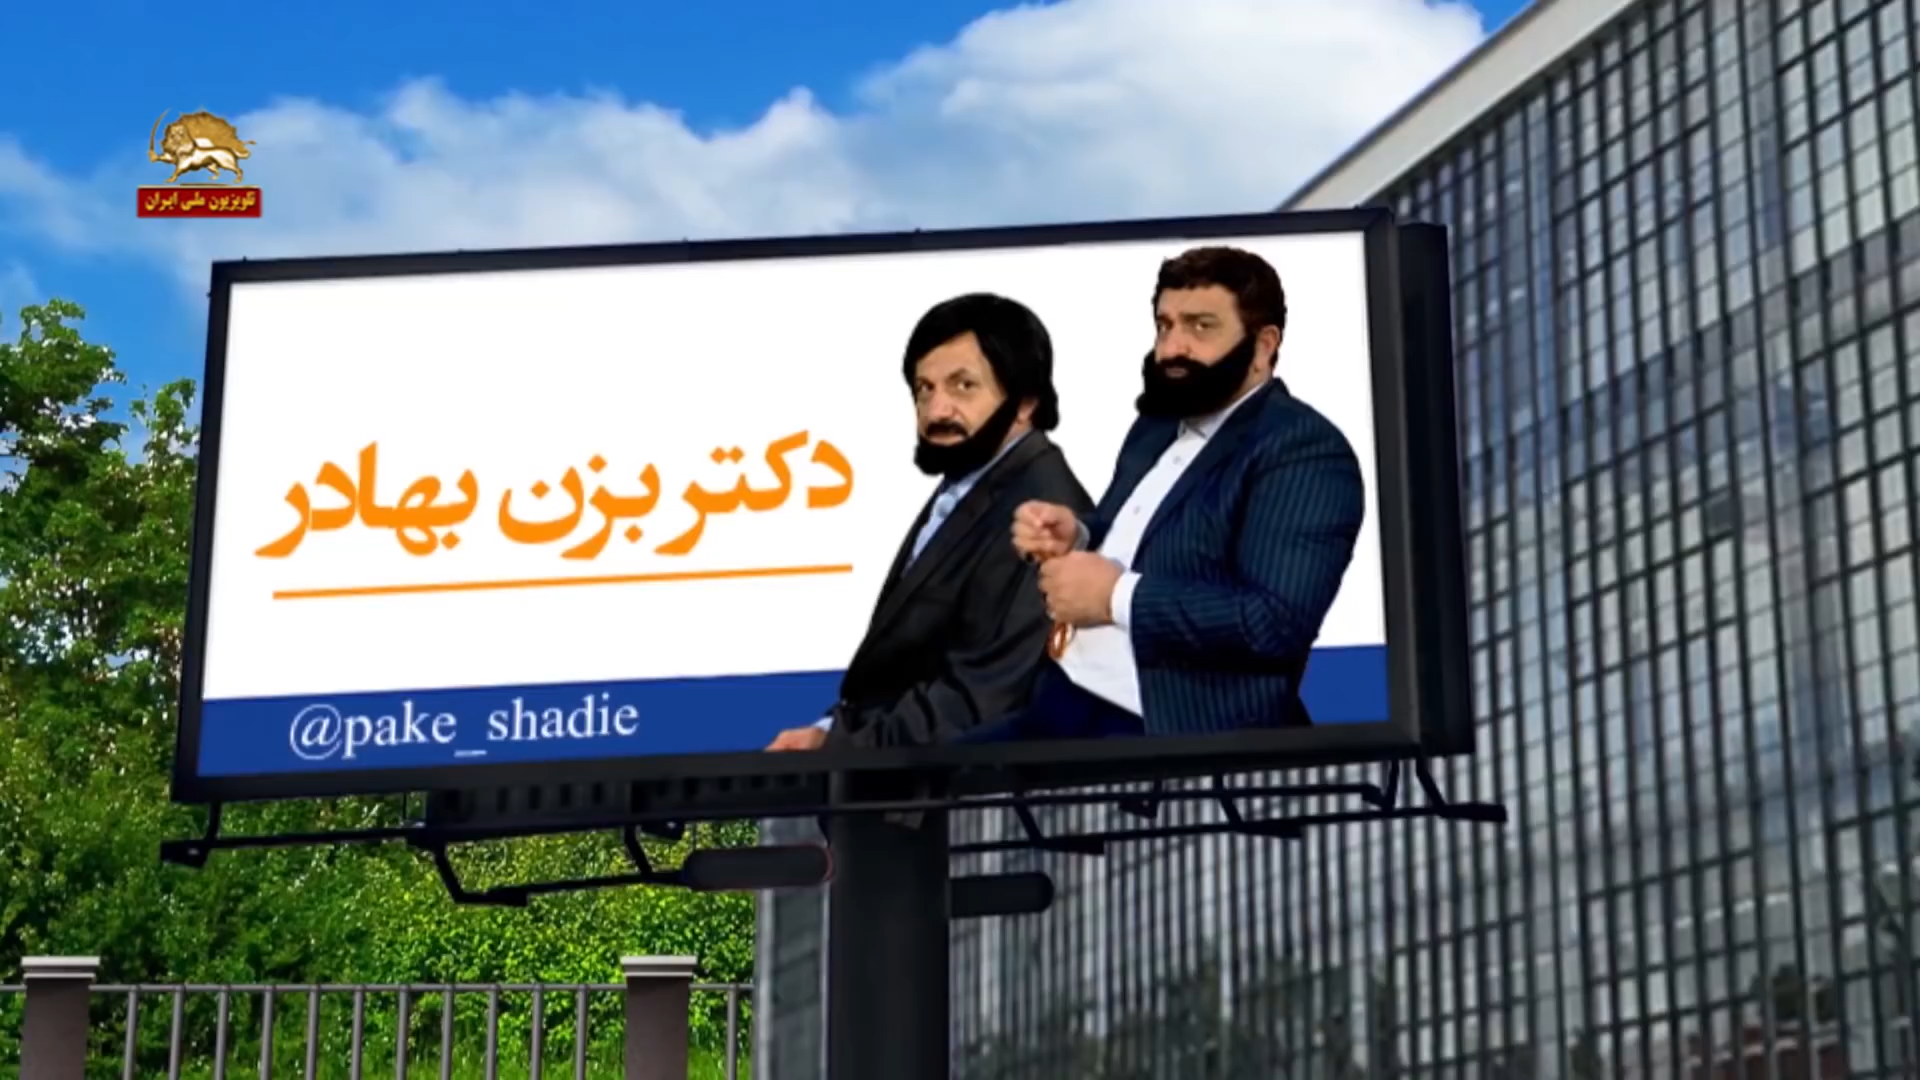 تلویزیون ملی ایران
دکتر بزن بهادر
@pake_shadie